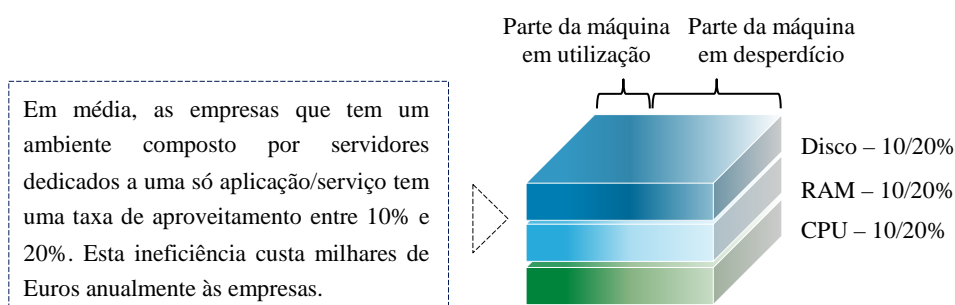 Parte da máquina
em utilização
Parte da máquina
em desperdício
Em média, as empresas que tem um
ambiente composto por servidores
dedicados a uma só aplicação/serviço tem
uma taxa de aproveitamento entre 10% e
20%. Esta ineficiência custa milhares de
Euros anualmente às empresas.
Disco – 10/20%
RAM – 10/20%
CPU – 10/20%